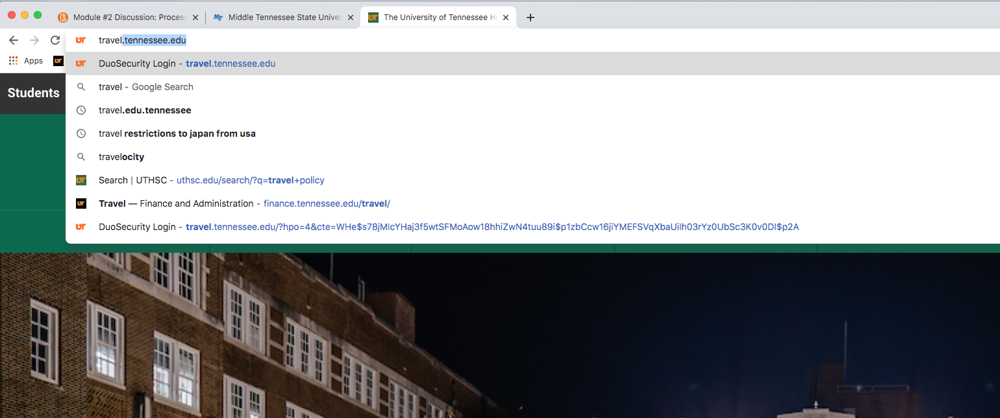 Module #2 Discussion: Process
Middle Tennessee State Univer
The University of Tennessee He
travel.tennessee.edu
Apps
DuoSecurity Login - travel.tennessee.edu
travel - Google Search
Students
travel.edu.tennessee
travel restrictions to japan from usa
travelocity
Search | UTHSC - uthsc.edu/search/?q=travel+policy
Travel — Finance and Administration - finance.tennessee.edu/travel/
DuoSecurity Login - travel.tennessee.edu/?hpo=4&cte=WHe$s78jMlcYHaj3f5wtSFMoAow18hhiZwN4tuu89i$p1zbCcw16jiYMEFSVqXbaUilh03rYz0UbSc3K0v0DI$p2A